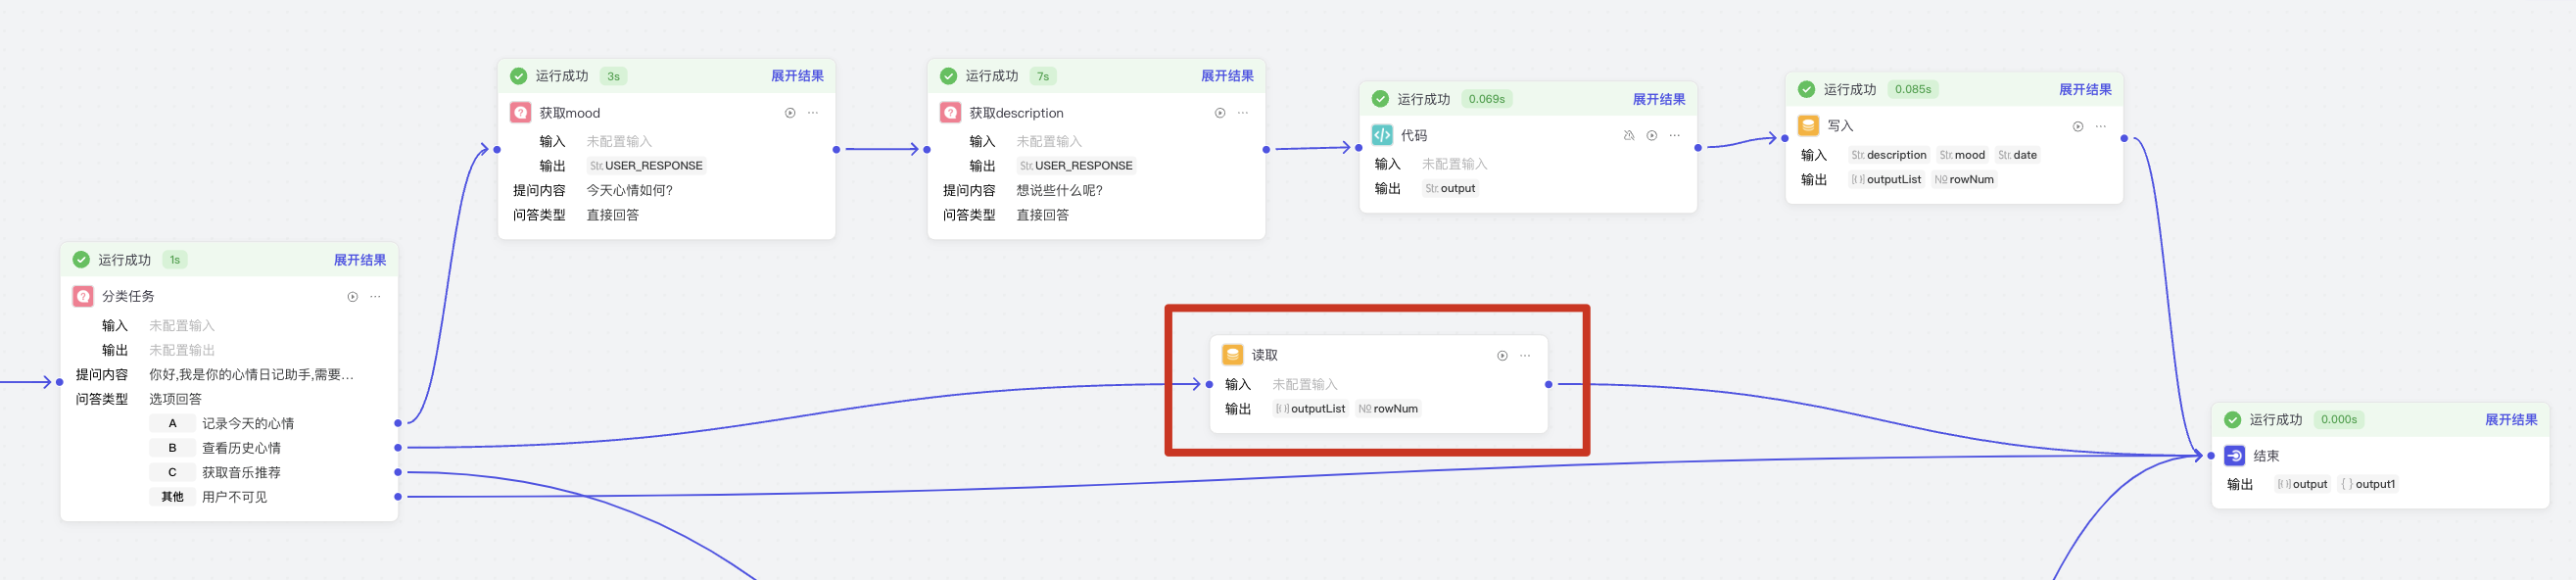 运行成功 3s 展开结果
获取mood
输入 未配置输入
输出 Str. USER_RESPONSE
提问内容 今天心情如何?
问答类型 直接回答
运行成功 7s 展开结果
获取description
输入 未配置输入
输出 Str. USER_RESPONSE
提问内容 想说些什么呢?
问答类型 直接回答
运行成功 0.069s 展开结果
代码
输入 未配置输入
输出 Str. output
运行成功 0.085s 展开结果
写入
输入 Str. description Str. mood Str. date
输出 [()] outputList Nº rowNum
运行成功 1s 展开结果
分类任务
输入 未配置输入
输出 未配置输出
提问内容 你好,我是你的心情日记助手,需要...
问答类型 选项回答
A 记录今天的心情
B 查看历史心情
C 获取音乐推荐
其他 用户不可见
读取
输入 未配置输入
输出 [()] outputList Nº rowNum
运行成功 0.000s 展开结果
结束
输出 [()] output { } output1